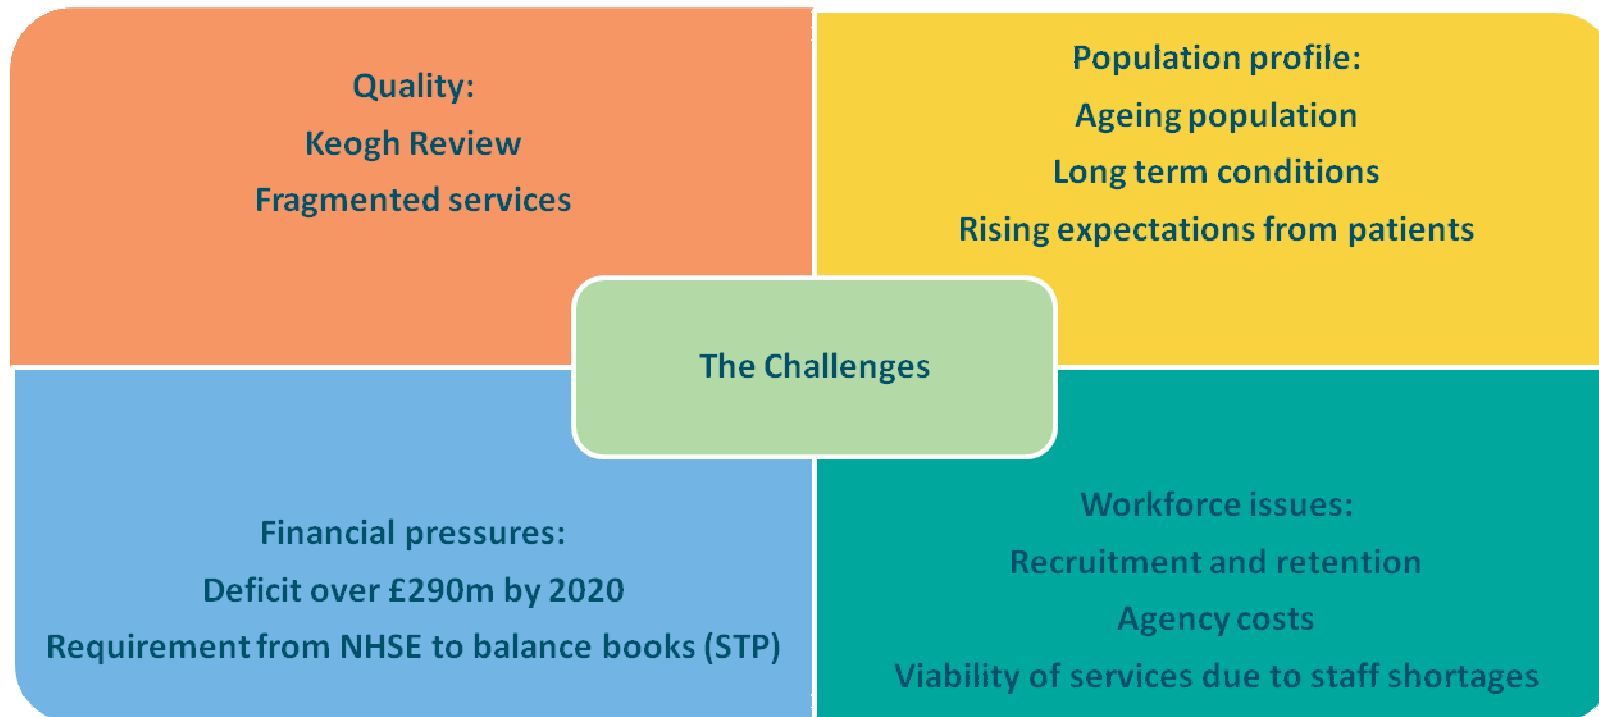 Quality:
Keogh Review
Fragmented services
Population profile:
Ageing population
Long term conditions
Rising expectations from patients
The Challenges
Financial pressures:
Deficit over £290m by 2020
Requirement from NHSE to balance books (STP)
Workforce issues:
Recruitment and retention
Agency costs
Viability of services due to staff shortages